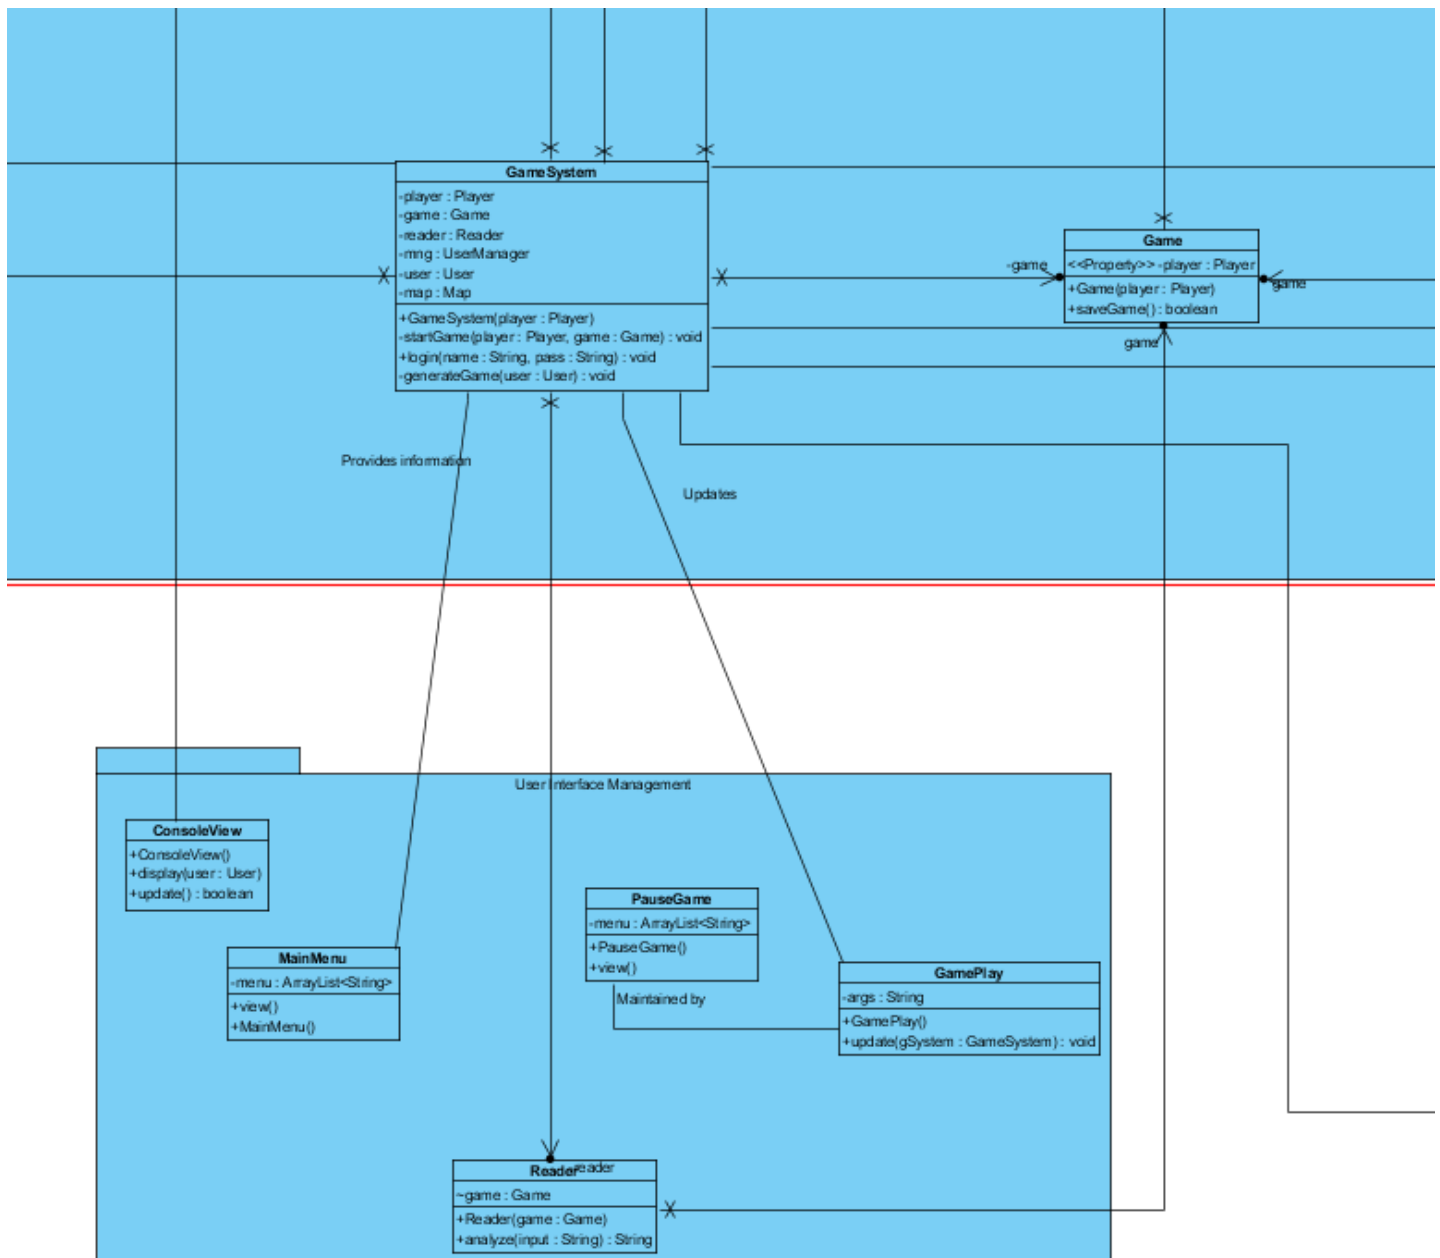 GameSystem
-player : Player
-game : Game
-reader : Reader
-mng : UserManager
-user : User
-map : Map
+GameSystem(player : Player)
-startGame(player : Player, game : Game) : void
+login(name : String, pass : String) : void
-generateGame(user : User) : void
-game
Game
<<Property>> -player : Player
+Game(player : Player)
+saveGame() : boolean
game
game
Provides information
Updates
User Interface Management
ConsoleView
+ConsoleView()
+display(user : User)
+update() : boolean
MainMenu
-menu : ArrayList<String>
+view()
+MainMenu()
PauseGame
-menu : ArrayList<String>
+PauseGame()
+view()
Maintained by
GamePlay
-args : String
+GamePlay()
+update(gSystem : GameSystem) : void
Reader
reader
~game : Game
+Reader(game : Game)
+analyze(input : String) : String